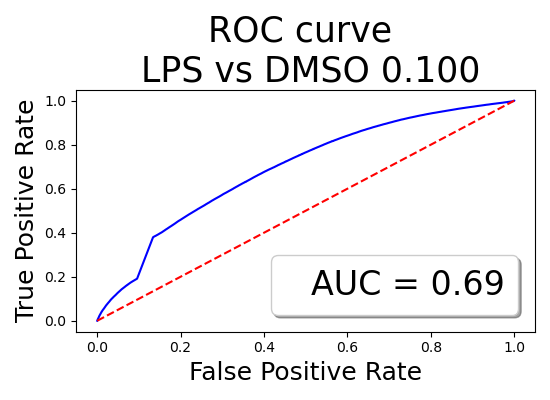 ROC curve
LPS vs DMSO 0.100
True Positive Rate
1.0
0.8
0.6
0.4
0.2
0.0
AUC = 0.69
0.0 0.2 0.4 0.6 0.8 1.0
False Positive Rate